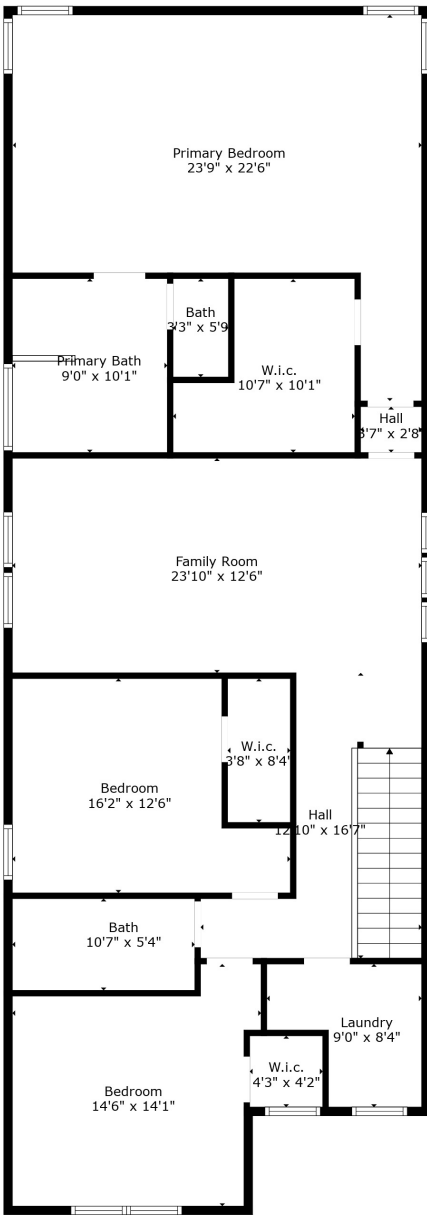 Primary Bedroom
23'9" x 22'6"
Bath
3'3" x 5'9
Primary Bath
9'0" x 10'1"
W.i.c.
10'7" x 10'1"
Hall
3'7" x 2'8"
Family Room
23'10" x 12'6"
W.i.c.
3'8" x 8'4"
Bedroom
16'2" x 12'6"
Hall
12'10" x 16'7"
Bath
10'7" x 5'4"
Laundry
9'0" x 8'4"
W.i.c.
4'3" x 4'2"
Bedroom
14'6" x 14'1"